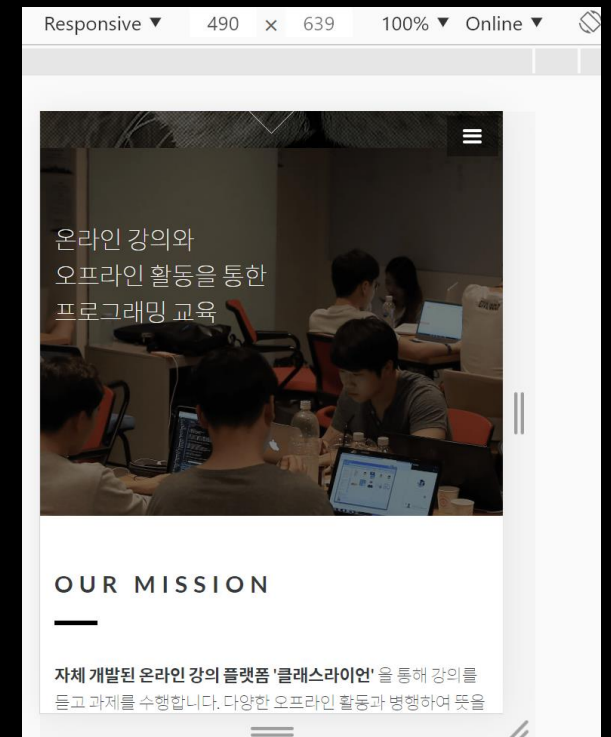 Responsive ▼ 490 × 639 100% ▼ Online ▼
온라인 강의와
오프라인 활동을 통한
프로그래밍 교육
OUR MISSION
자체 개발된 온라인 강의 플랫폼 '클래스라이언' 을 통해 강의를
듣고 과제를 수행합니다. 다양한 오프라인 활동과 병행하여 뜻을